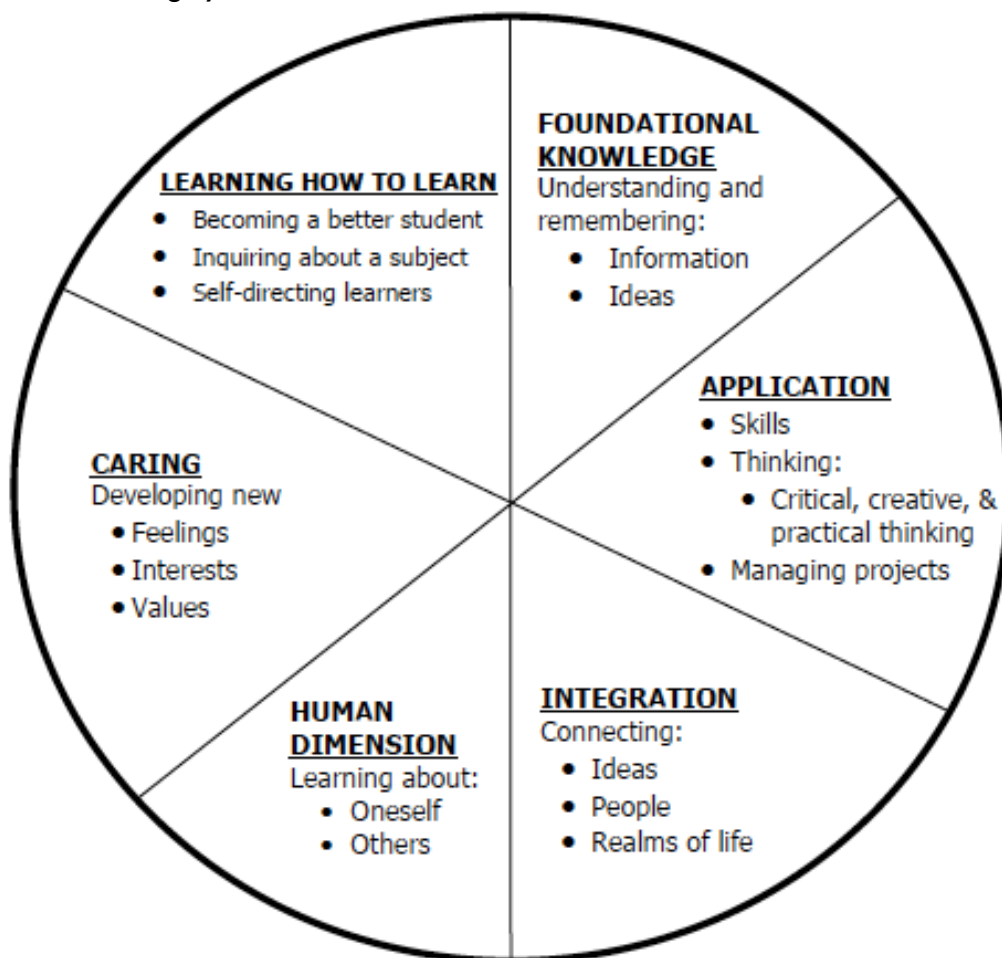 FOUNDATIONAL
KNOWLEDGE
Understanding and
remembering:
• Information
• Ideas
APPLICATION
• Skills
• Thinking:
• Critical, creative, &
practical thinking
• Managing projects
INTEGRATION
Connecting:
• Ideas
• People
• Realms of life
HUMAN
DIMENSION
Learning about:
• Oneself
• Others
CARING
Developing new
• Feelings
• Interests
• Values
LEARNING HOW TO LEARN
• Becoming a better student
• Inquiring about a subject
• Self-directing learners